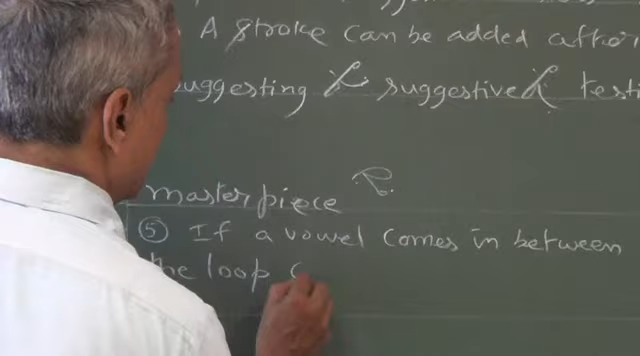 A stroke can be added after
suggesting suggestive testi
masterpiece
⑤ If a vowel comes in between
the loop